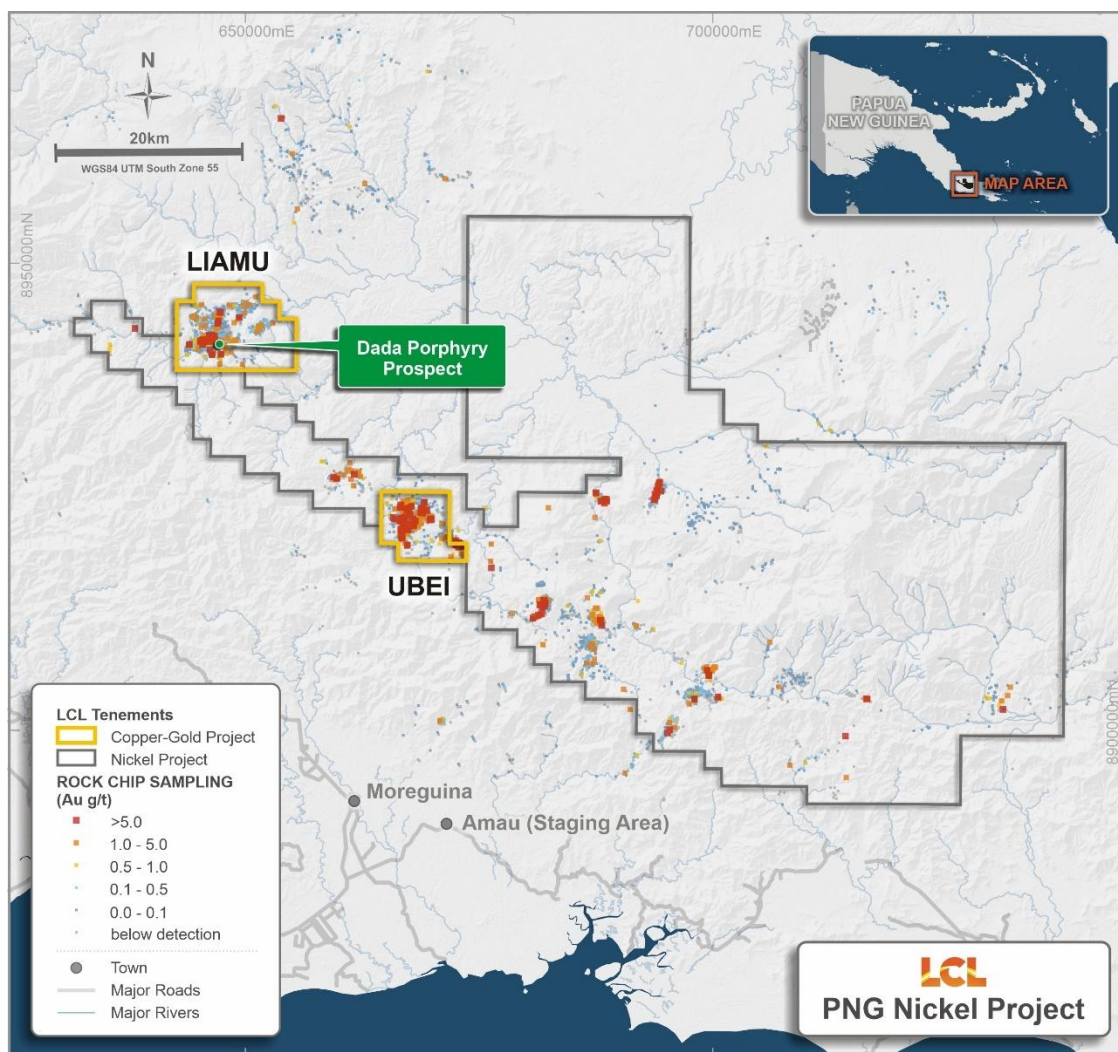 650000mE
700000mE
N
20km
WGS84 UTM South Zone 55
PAPUA
NEW GUINEA
MAP AREA
8950000mN
LIAMU
Dada Porphyry
Prospect
UBEI
8900000mN
LCL Tenements
Copper-Gold Project
Nickel Project
ROCK CHIP SAMPLING
(Au g/t)
>5.0
1.0 - 5.0
0.5 - 1.0
0.1 - 0.5
0.0 - 0.1
below detection
Town
Major Roads
Major Rivers
Moreguina
Amau (Staging Area)
LCL
PNG Nickel Project